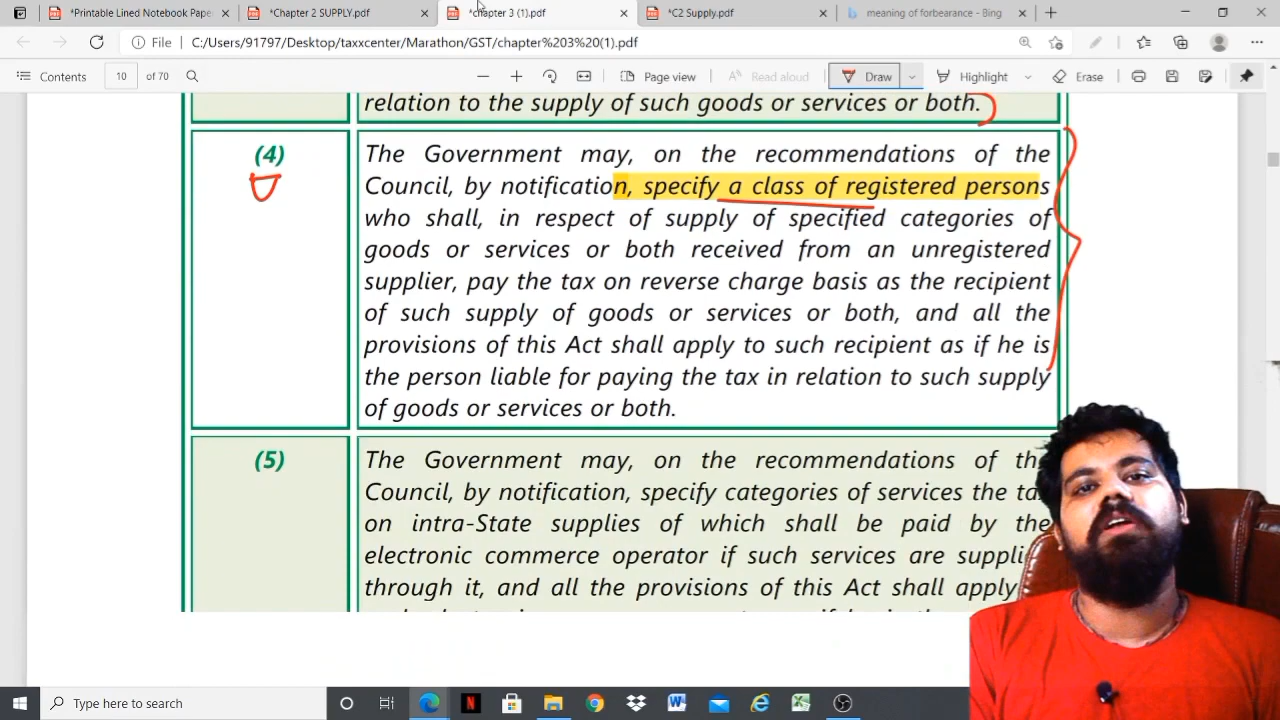 *Printable Lined Notebook Pape
*Chapter 2 SUPPLY.pdf
*chapter 3 (1).pdf
*C2 Supply.pdf
meaning of forbearance - Bing
File
C:/Users/91797/Desktop/taxxcenter/Marathon/GST/chapter%203%20(1).pdf
Contents
10
of 70
Page view
Read aloud
Draw
Highlight
Erase
relation to the supply of such goods or services or both.
(4)
The Government may, on the recommendations of the
Council, by notification, specify a class of registered persons
who shall, in respect of supply of specified categories of
goods or services or both received from an unregistered
supplier, pay the tax on reverse charge basis as the recipient
of such supply of goods or services or both, and all the
provisions of this Act shall apply to such recipient as if he is
the person liable for paying the tax in relation to such supply
of goods or services or both.
(5)
The Government may, on the recommendations of the
Council, by notification, specify categories of services the tax
on intra-State supplies of which shall be paid by the
electronic commerce operator if such services are supplie
through it, and all the provisions of this Act shall apply
Type here to search